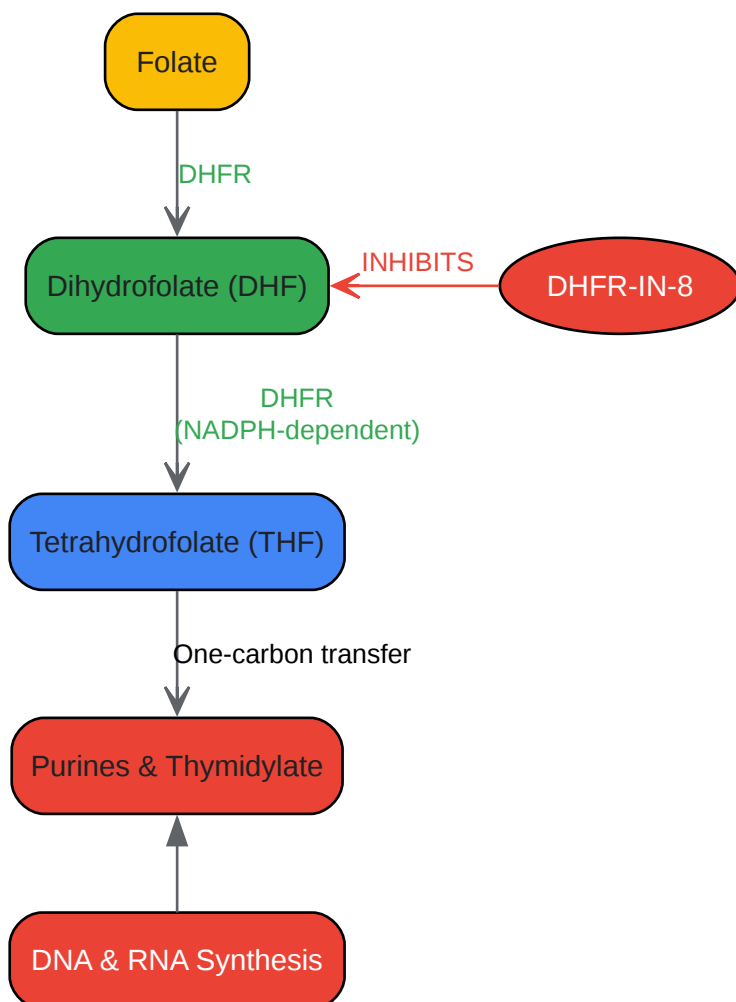 Folate
DHFR
Dihydrofolate (DHF)
INHIBITS
DHFR-IN-8
DHFR
(NADPH-dependent)
Tetrahydrofolate (THF)
One-carbon transfer
Purines & Thymidylate
DNA & RNA Synthesis